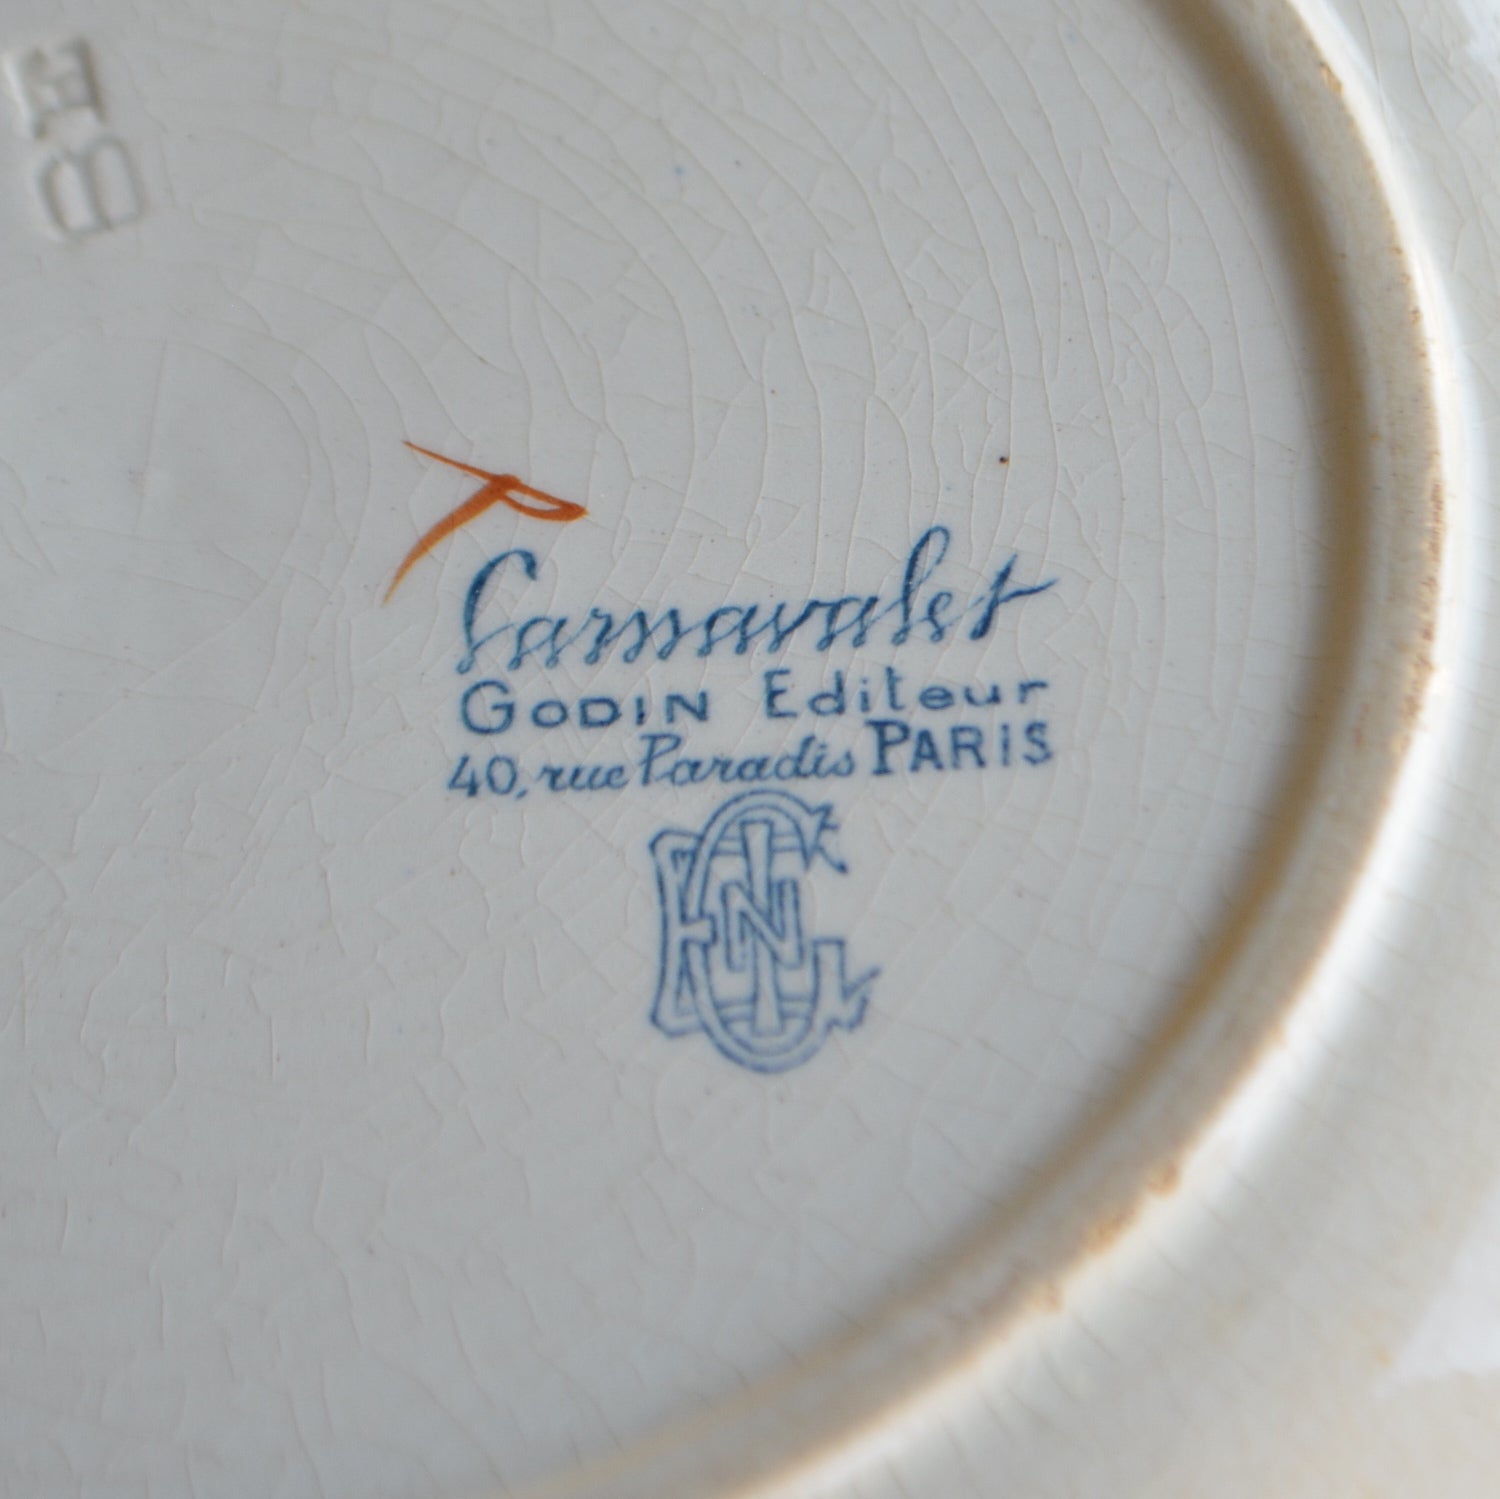 Carnavalet
GODIN Editeur
40, rue Paradis PARIS